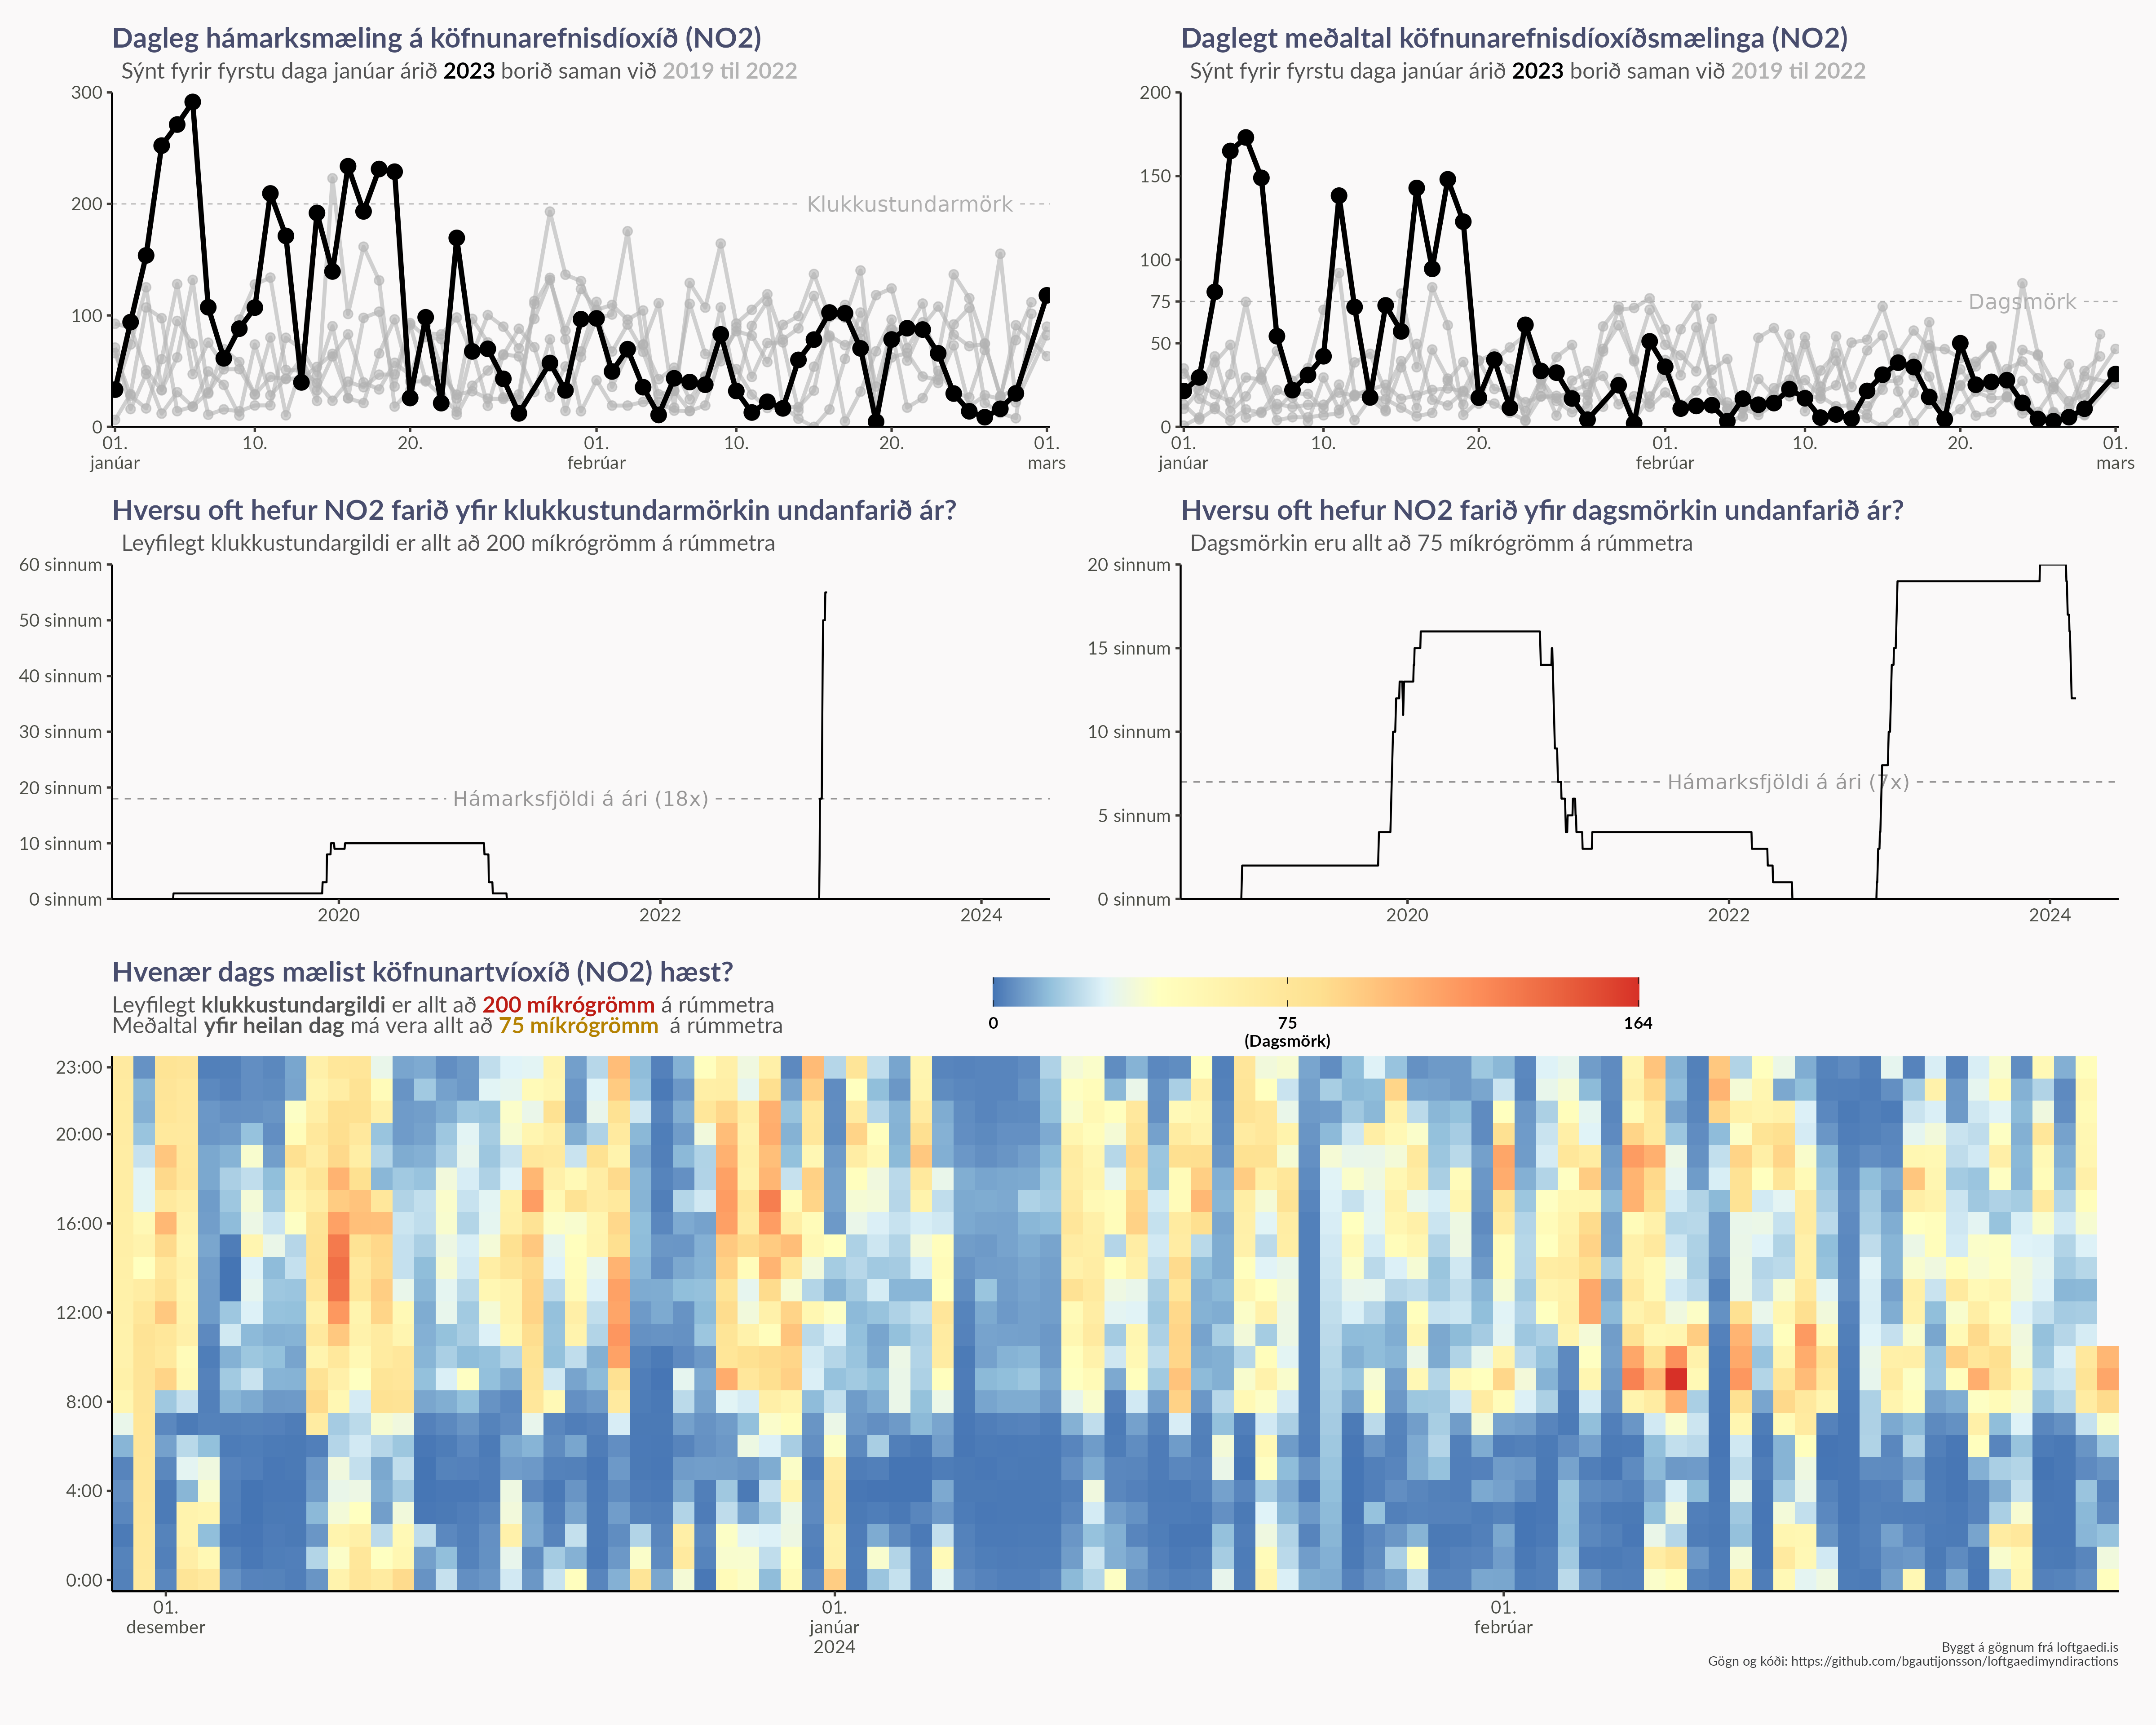 Dagleg hámarksmæling á köfnunarefnisdíoxíð (NO2)
Sýnt fyrir fyrstu daga janúar árið 2023 borið saman við 2019 til 2022
300
200
100
0
Klukkustundarmörk
01. janúar
10.
20.
01. febrúar
10.
20.
01. mars
Daglegt meðaltal köfnunarefnisdíoxíðsmælinga (NO2)
Sýnt fyrir fyrstu daga janúar árið 2023 borið saman við 2019 til 2022
200
150
100
75
50
0
Dagsmörk
01. janúar
10.
20.
01. febrúar
10.
20.
01. mars
Hversu oft hefur NO2 farið yfir klukkustundarmörkin undanfarið ár?
Leyfilegt klukkustundargildi er allt að 200 míkrógrömm á rúmmetra
60 sinnum
50 sinnum
40 sinnum
30 sinnum
20 sinnum
10 sinnum
0 sinnum
Hámarksfjöldi á ári (18x)
2020
2022
2024
Hversu oft hefur NO2 farið yfir dagsmörkin undanfarið ár?
Dagsmörkin eru allt að 75 míkrógrömm á rúmmetra
20 sinnum
15 sinnum
10 sinnum
5 sinnum
0 sinnum
Hámarksfjöldi á ári (7x)
2020
2022
2024
Hvenær dags mælist köfnunartvíoxíð (NO2) hæst?
Leyfilegt klukkustundargildi er allt að 200 míkrógrömm á rúmmetra
Meðaltal yfir heilan dag má vera allt að 75 míkrógrömm á rúmmetra
0
75
(Dagsmörk)
164
23:00
20:00
16:00
12:00
8:00
4:00
0:00
01.
desember
01.
janúar
2024
01.
febrúar
Byggt á gögnum frá loftgaedi.is
Gögn og kóði: https://github.com/bgautijonsson/loftgaedimyndiractions